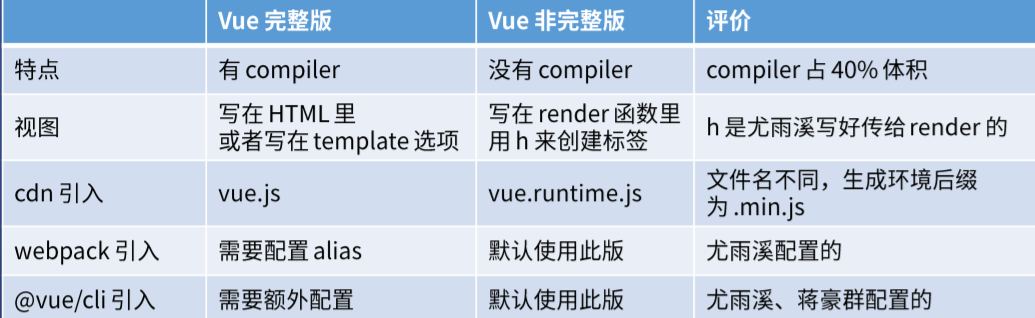 Vue 完整版 Vue 非完整版 评价
特点 有 compiler 没有 compiler compiler 占 40% 体积
视图 写在 HTML 里 写在 render 函数里 h 是尤雨溪写好传给 render 的
或者写在 template 选项 用 h 来创建标签
cdn 引入 vue.js vue.runtime.js 文件名不同，生成环境后缀
为 .min.js
webpack 引入 需要配置 alias 默认使用此版 尤雨溪配置的
@vue/cli 引入 需要额外配置 默认使用此版 尤雨溪、蒋豪群配置的